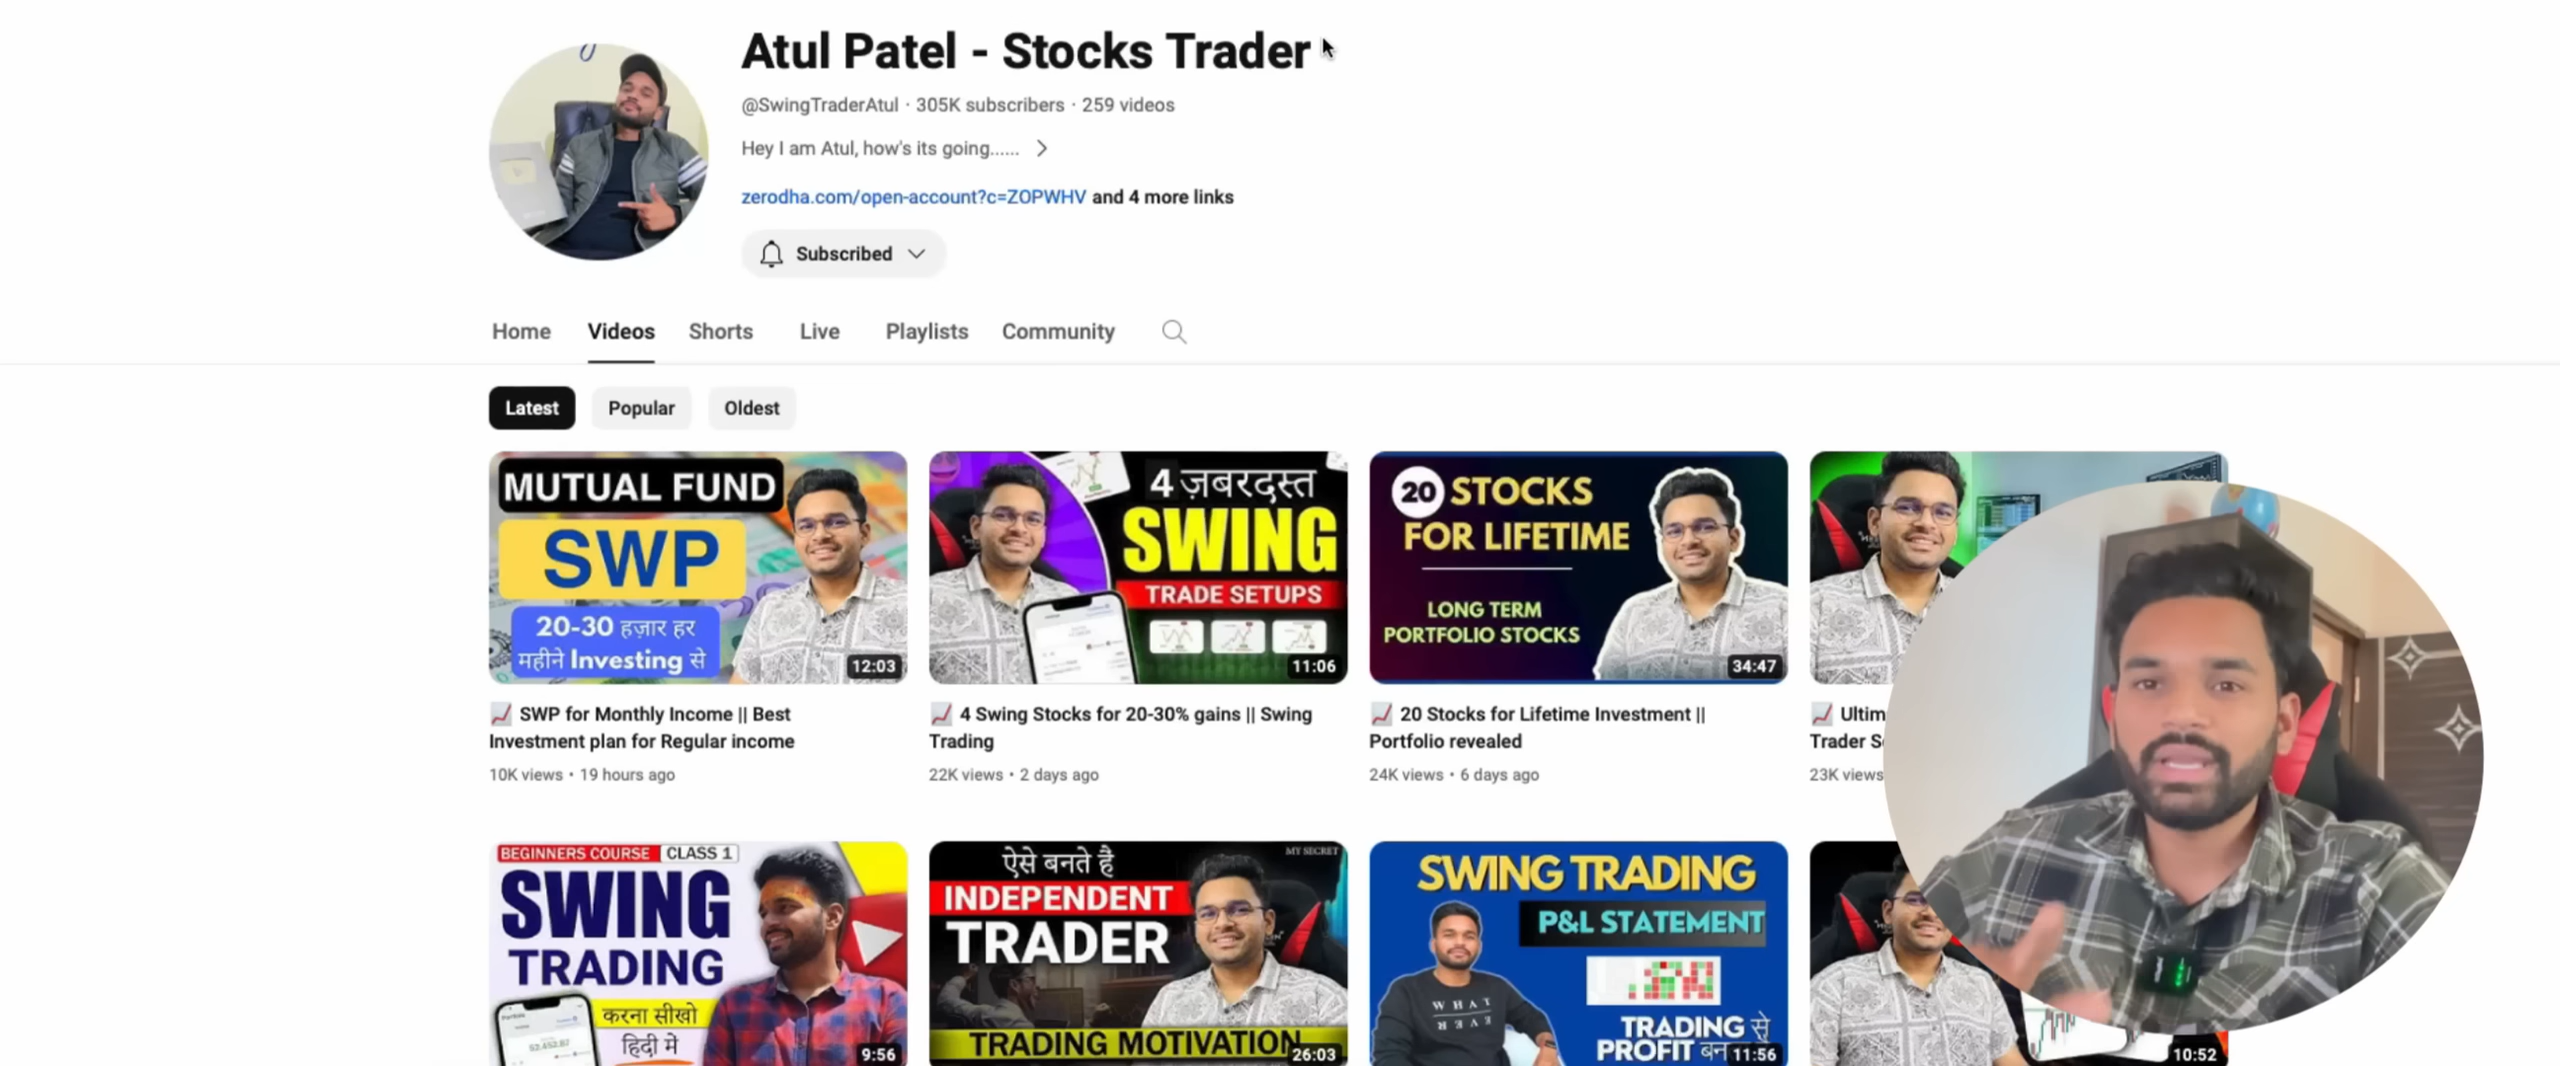 Atul Patel - Stocks Trader
@SwingTraderAtul · 305K subscribers · 259 videos
Hey I am Atul, how's its going......
zerodha.com/open-account?c=ZOPWHV and 4 more links
Subscribed
Home Videos Shorts Live Playlists Community
Latest Popular Oldest
MUTUAL FUND
SWP
20-30 हज़ार हर
महीने Investing से
12:03
4 ज़बरदस्त
SWING
TRADE SETUPS
11:06
20 STOCKS
FOR LIFETIME
LONG TERM
PORTFOLIO STOCKS
34:47
SWP for Monthly Income || Best
Investment plan for Regular income
10K views • 19 hours ago
4 Swing Stocks for 20-30% gains || Swing
Trading
22K views • 2 days ago
20 Stocks for Lifetime Investment ||
Portfolio revealed
24K views • 6 days ago
Trader
23K views
BEGINNERS COURSE CLASS 1
SWING
TRADING
करना सीखो
हिंदी मे
9:56
ऐसे बनते हैं
MY SECRET
INDEPENDENT
TRADER
TRADING MOTIVATION
26:03
SWING TRADING
P&L STATEMENT
WHAT
EVER
TRADING से
PROFIT
11:56
10:52